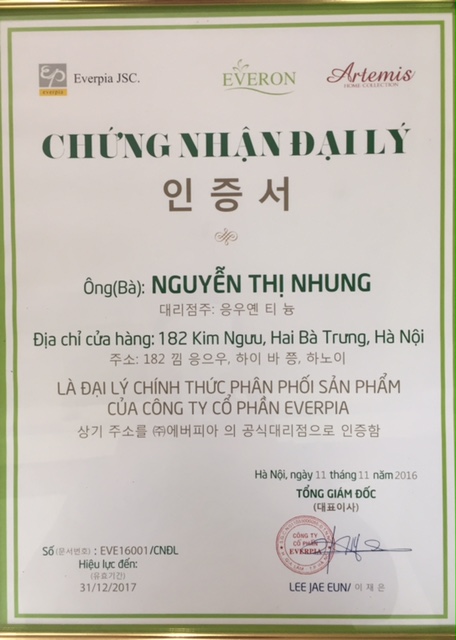 ep
everpia
Everpia JSC.
EVERON
Artemis
HOME COLLECTION
CHỨNG NHẬN ĐẠI LÝ
인 증 서
Ông(Bà): NGUYỄN THỊ NHUNG
대리점주: 응우옌 티 늉
Địa chỉ cửa hàng: 182 Kim Ngưu, Hai Bà Trưng, Hà Nội
주소: 182 낌 응으우, 하이 바 쯩, 하노이
LÀ ĐẠI LÝ CHÍNH THỨC PHÂN PHỐI SẢN PHẨM
CỦA CÔNG TY CỔ PHẦN EVERPIA
상기 주소를 ㈜에버피아 의 공식대리점으로 인증함
Hà Nội, ngày 11 tháng 11 năm 2016
TỔNG GIÁM ĐỐC
(대표이사)
CÔNG TY
CỔ PHẦN
EVERPIA
Số (문서번호) : EVE16001/CNĐL
Hiệu lực đến:
(유효기간)
31/12/2017
LEE JAE EUN/ 이 재 은